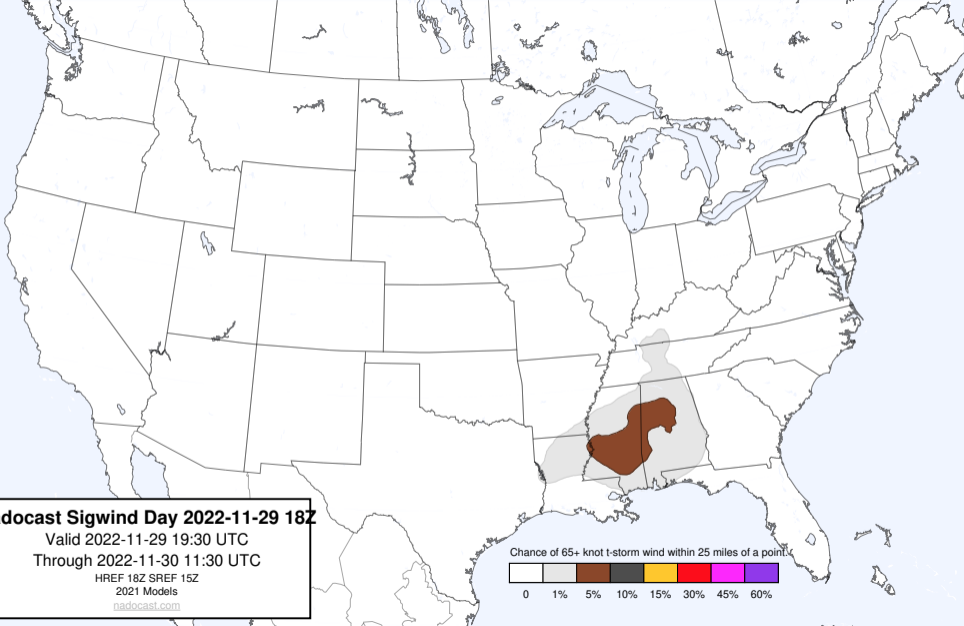 adocast Sigwind Day 2022-11-29 18Z
Valid 2022-11-29 19:30 UTC
Through 2022-11-30 11:30 UTC
HREF 18Z SREF 15Z
2021 Models
nadocast.com
Chance of 65+ knot t-storm wind within 25 miles of a point.
0 1% 5% 10% 15% 30% 45% 60%